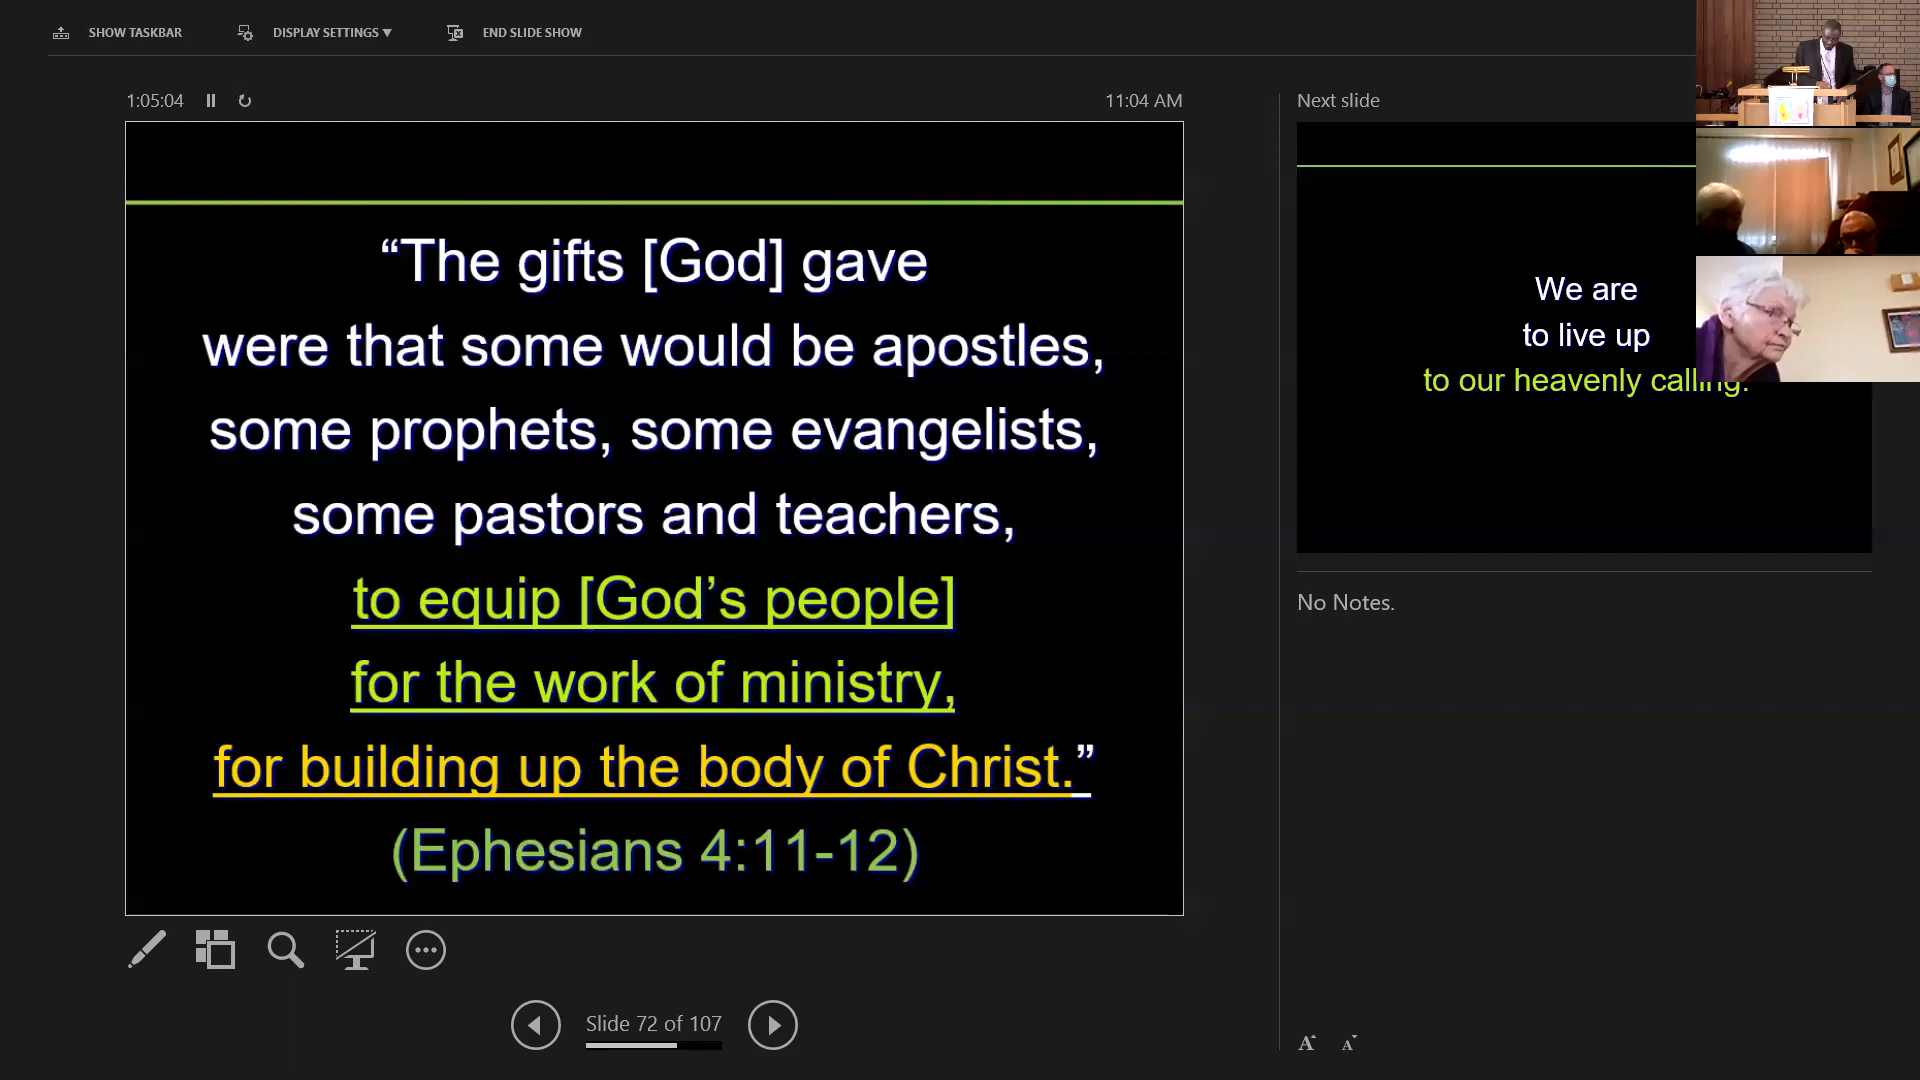 SHOW TASKBAR
DISPLAY SETTINGS ▼
END SLIDE SHOW
1:05:04
11:04 AM
“The gifts [God] gave
were that some would be apostles,
some prophets, some evangelists,
some pastors and teachers,
to equip [God’s people]
for the work of ministry,
for building up the body of Christ.”
(Ephesians 4:11-12)
Slide 72 of 107
Next slide
We are
to live up
to our heavenly calling.
No Notes.
A
A